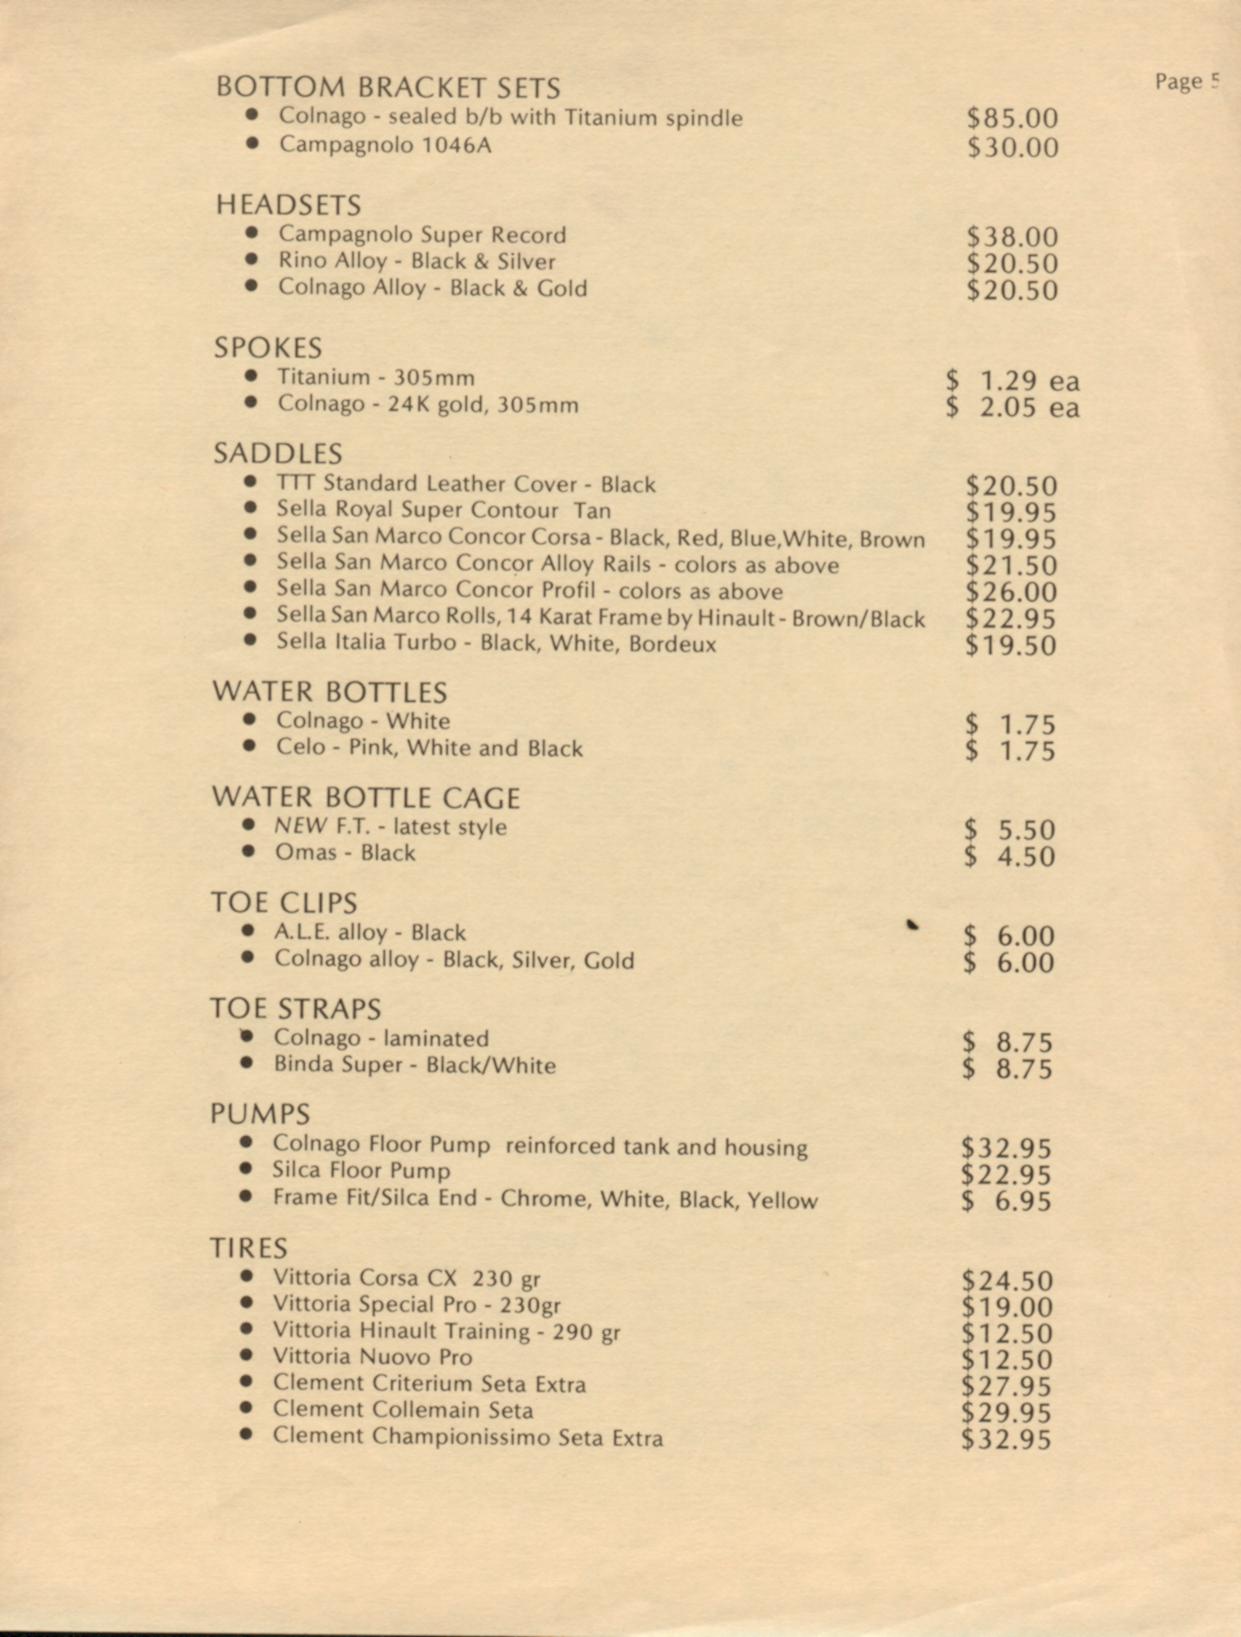 Page 5
BOTTOM BRACKET SETS
● Colnago - sealed b/b with Titanium spindle $85.00
● Campagnolo 1046A $30.00
HEADSETS
● Campagnolo Super Record $38.00
● Rino Alloy - Black & Silver $20.50
● Colnago Alloy - Black & Gold $20.50
SPOKES
● Titanium - 305mm $ 1.29 ea
● Colnago - 24K gold, 305mm $ 2.05 ea
SADDLES
● TTT Standard Leather Cover - Black $20.50
● Sella Royal Super Contour Tan $19.95
● Sella San Marco Concor Corsa - Black, Red, Blue,White, Brown $19.95
● Sella San Marco Concor Alloy Rails - colors as above $21.50
● Sella San Marco Concor Profil - colors as above $26.00
● Sella San Marco Rolls, 14 Karat Frame by Hinault - Brown/Black $22.95
● Sella Italia Turbo - Black, White, Bordeux $19.50
WATER BOTTLES
● Colnago - White $ 1.75
● Celo - Pink, White and Black $ 1.75
WATER BOTTLE CAGE
● NEW F.T. - latest style $ 5.50
● Omas - Black $ 4.50
TOE CLIPS
● A.L.E. alloy - Black $ 6.00
● Colnago alloy - Black, Silver, Gold $ 6.00
TOE STRAPS
● Colnago - laminated $ 8.75
● Binda Super - Black/White $ 8.75
PUMPS
● Colnago Floor Pump reinforced tank and housing $32.95
● Silca Floor Pump $22.95
● Frame Fit/Silca End - Chrome, White, Black, Yellow $ 6.95
TIRES
● Vittoria Corsa CX 230 gr $24.50
● Vittoria Special Pro - 230gr $19.00
● Vittoria Hinault Training - 290 gr $12.50
● Vittoria Nuovo Pro $12.50
● Clement Criterium Seta Extra $27.95
● Clement Collemain Seta $29.95
● Clement Championissimo Seta Extra $32.95